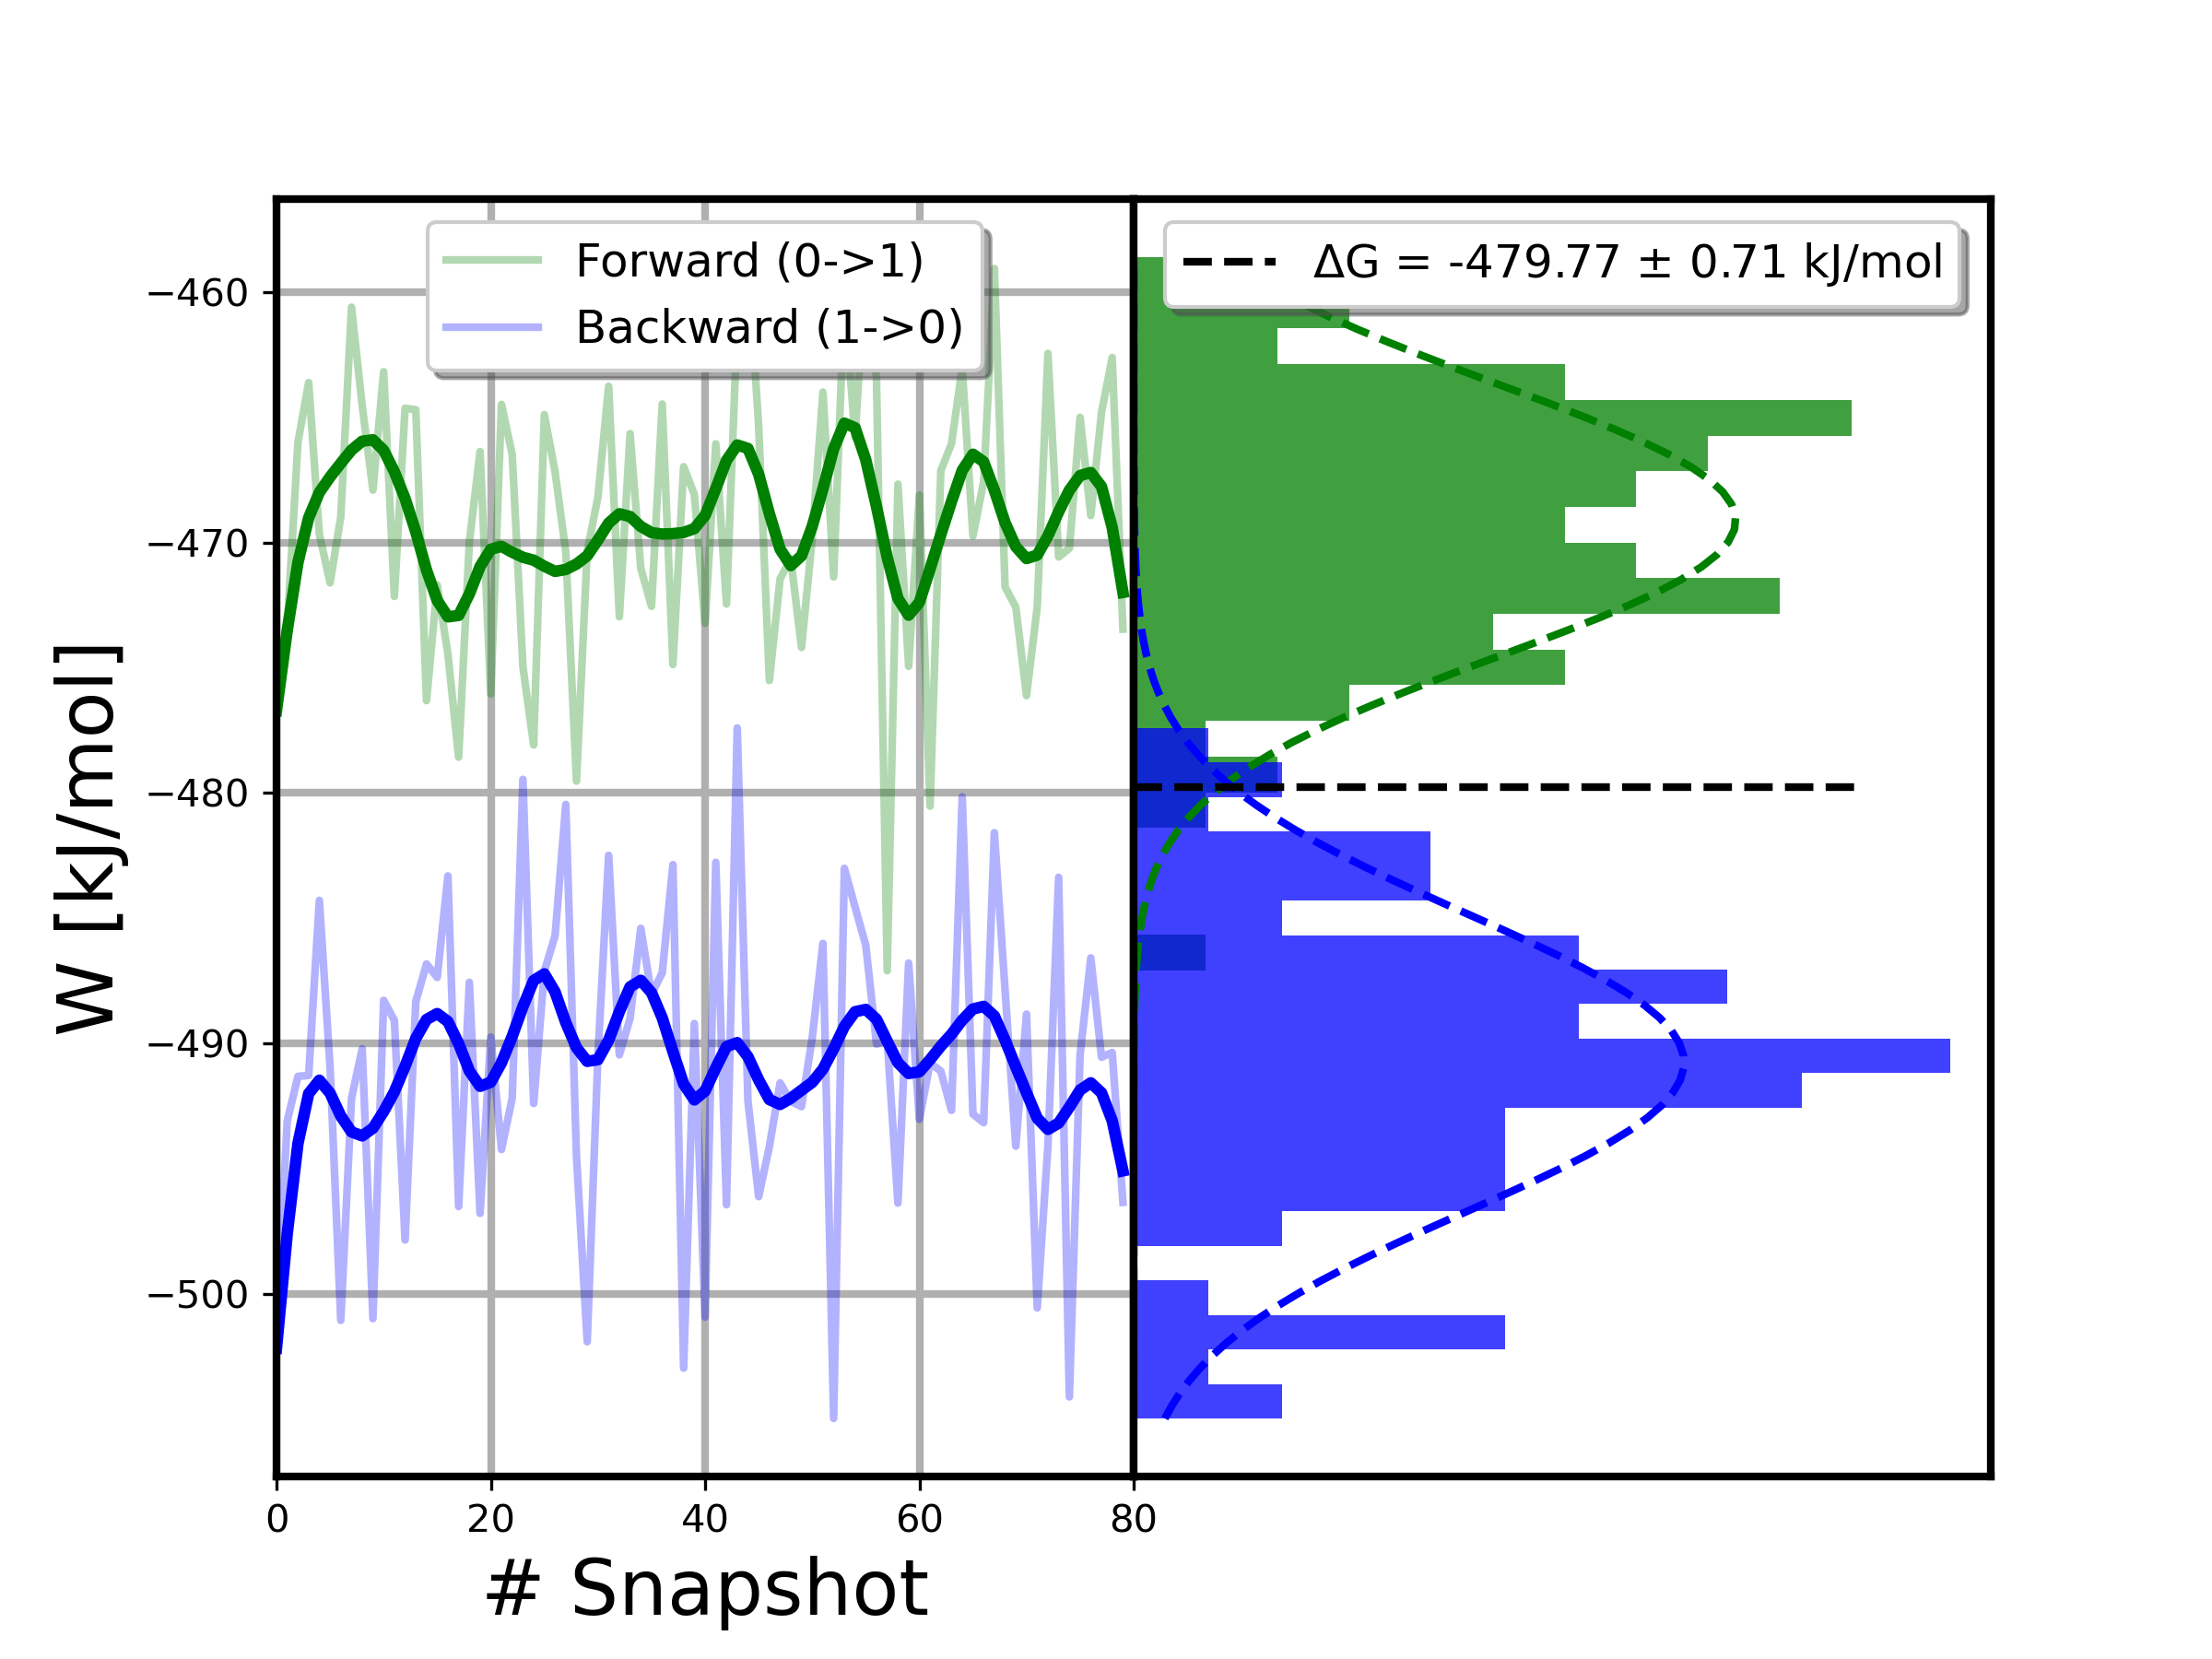 Forward (0->1)
Backward (1->0)
ΔG = -479.77 ± 0.71 kJ/mol
−460
−470
−480
−490
−500
W [kJ/mol]
0 20 40 60 80
# Snapshot